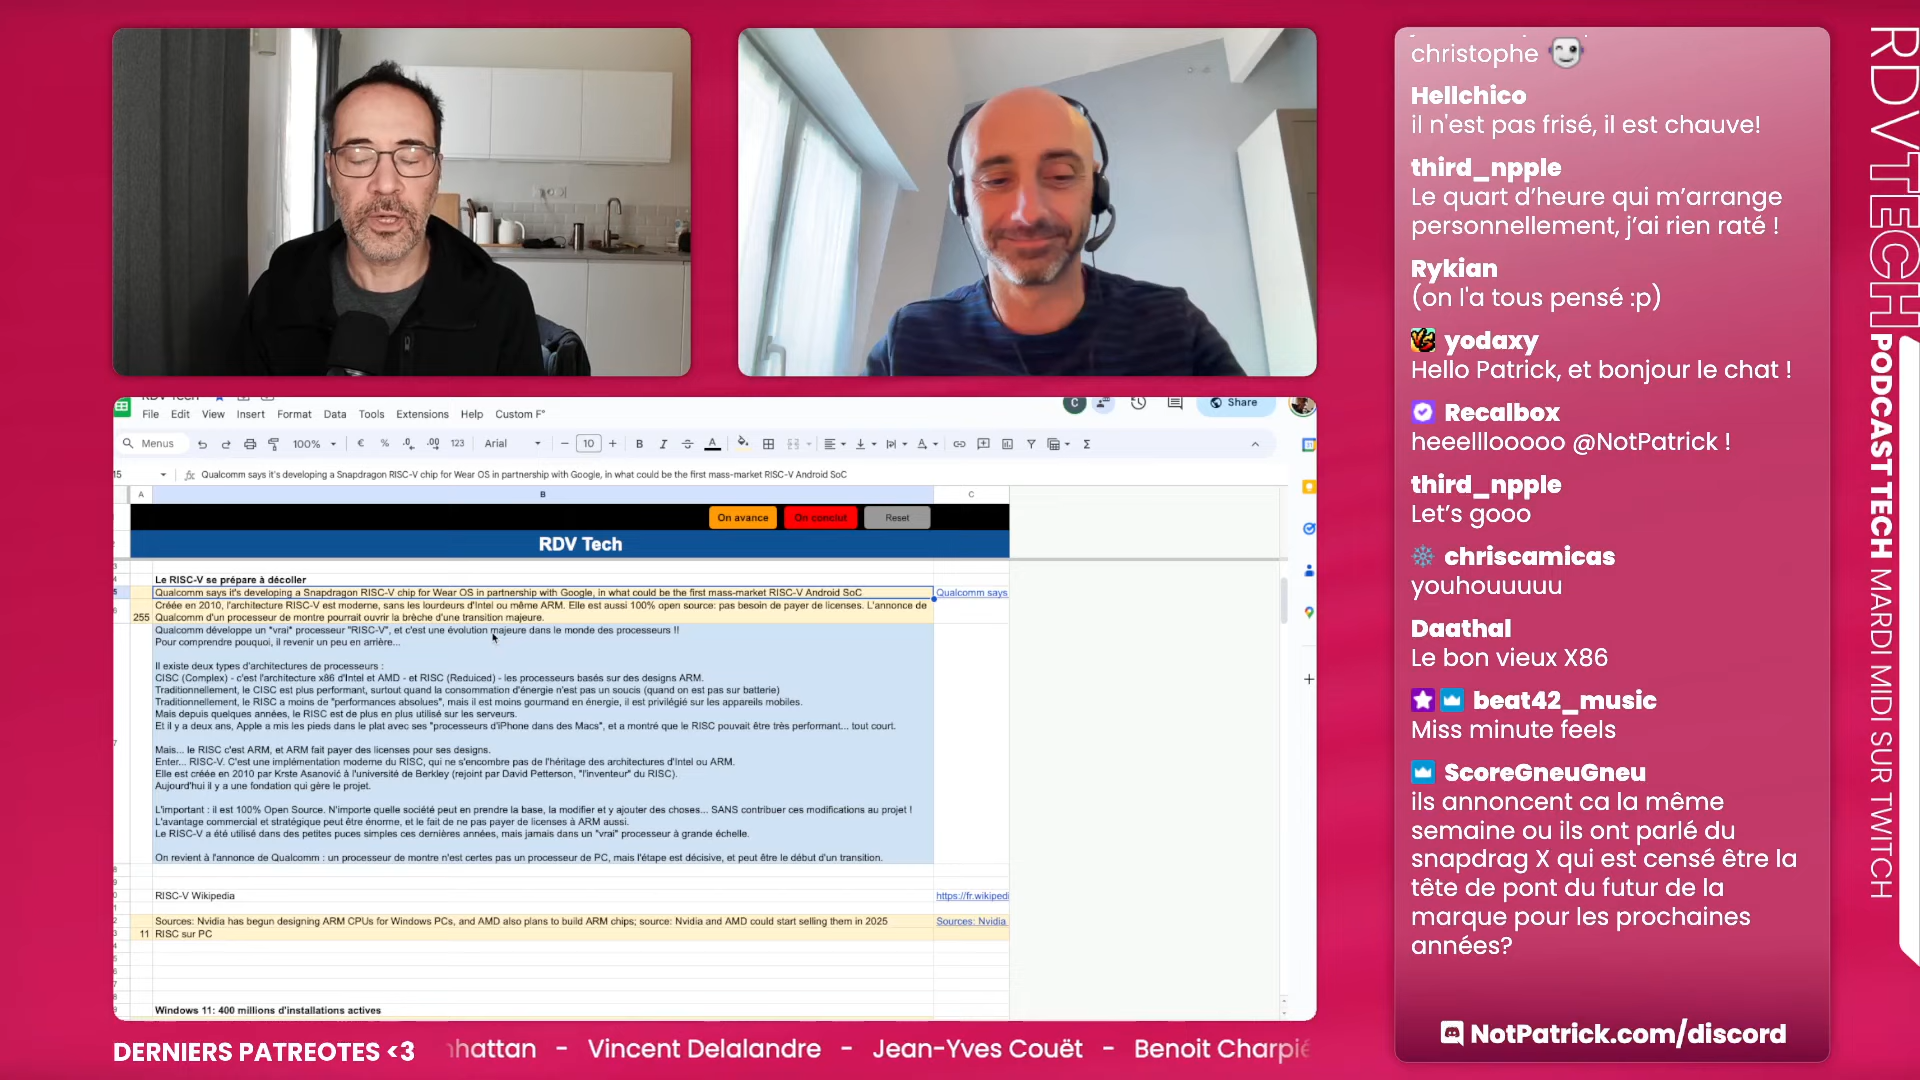 christophe
Hellchico
il n'est pas frisé, il est chauve!
third_npple
Le quart d’heure qui m’arrange
personnellement, j’ai rien raté !
Rykian
(on l'a tous pensé :p)
yodaxy
Hello Patrick, et bonjour le chat !
Recalbox
heeelllooooo @NotPatrick !
third_npple
Let’s gooo
chriscamicas
youhouuuuu
Daathal
Le bon vieux X86
beat42_music
Miss minute feels
ScoreGneuGneu
ils annoncent ca la même
semaine ou ils ont parlé du
snapdrag X qui est censé être la
tête de pont du futur de la
marque pour les prochaines
années?
NotPatrick.com/discord
RDVTECH PODCAST TECH MARDI MIDI SUR TWITCH
File Edit View Insert Format Data Tools Extensions Help Custom F°
C
Share
Menus 100% € % .0 .00 123 Arial - 10 + B I A
15 fx Qualcomm says it's developing a Snapdragon RISC-V chip for Wear OS in partnership with Google, in what could be the first mass-market RISC-V Android SoC
A B C
On avance On conclut Reset
RDV Tech
Le RISC-V se prépare à décoller
Qualcomm says it's developing a Snapdragon RISC-V chip for Wear OS in partnership with Google, in what could be the first mass-market RISC-V Android SoC Qualcomm says
Créée en 2010, l'architecture RISC-V est moderne, sans les lourdeurs d'Intel ou même ARM. Elle est aussi 100% open source: pas besoin de payer de licenses. L'annonce de
255 Qualcomm d'un processeur de montre pourrait ouvrir la brèche d'une transition majeure.
Qualcomm développe un "vrai" processeur "RISC-V", et c'est une évolution majeure dans le monde des processeurs !!
Pour comprendre pouquoi, il revenir un peu en arrière...
Il existe deux types d'architectures de processeurs :
CISC (Complex) - c'est l'architecture x86 d'Intel et AMD - et RISC (Reduiced) - les processeurs basés sur des designs ARM.
Traditionnellement, le CISC est plus performant, surtout quand la consommation d'énergie n'est pas un soucis (quand on est pas sur batterie)
Traditionnellement, le RISC a moins de "performances absolues", mais il est moins gourmand en énergie, il est privilégié sur les appareils mobiles.
Mais depuis quelques années, le RISC est de plus en plus utilisé sur les serveurs.
Et il y a deux ans, Apple a mis les pieds dans le plat avec ses "processeurs d'iPhone dans des Macs", et a montré que le RISC pouvait être très performant... tout court.
Mais... le RISC c'est ARM, et ARM fait payer des licenses pour ses designs.
Enter... RISC-V. C'est une implémentation moderne du RISC, qui ne s'encombre pas de l'héritage des architectures d'Intel ou ARM.
Elle est créée en 2010 par Krste Asanović à l'université de Berkley (rejoint par David Petterson, "l'inventeur" du RISC).
Aujourd'hui il y a une fondation qui gère le projet.
L'important : il est 100% Open Source. N'importe quelle société peut en prendre la base, la modifier et y ajouter des choses... SANS contribuer ces modifications au projet !
L'avantage commercial et stratégique peut être énorme, et le fait de ne pas payer de licenses à ARM aussi.
Le RISC-V a été utilisé dans des petites puces simples ces dernières années, mais jamais dans un "vrai" processeur à grande échelle.
On revient à l'annonce de Qualcomm : un processeur de montre n'est certes pas un processeur de PC, mais l'étape est décisive, et peut être le début d'un transition.
RISC-V Wikipedia https://fr.wikiped
Sources: Nvidia has begun designing ARM CPUs for Windows PCs, and AMD also plans to build ARM chips; source: Nvidia and AMD could start selling them in 2025 Sources: Nvidia
11 RISC sur PC
Windows 11: 400 millions d'installations actives
DERNIERS PATREOTES <3 hattan - Vincent Delalandre - Jean-Yves Couët - Benoit Charpié